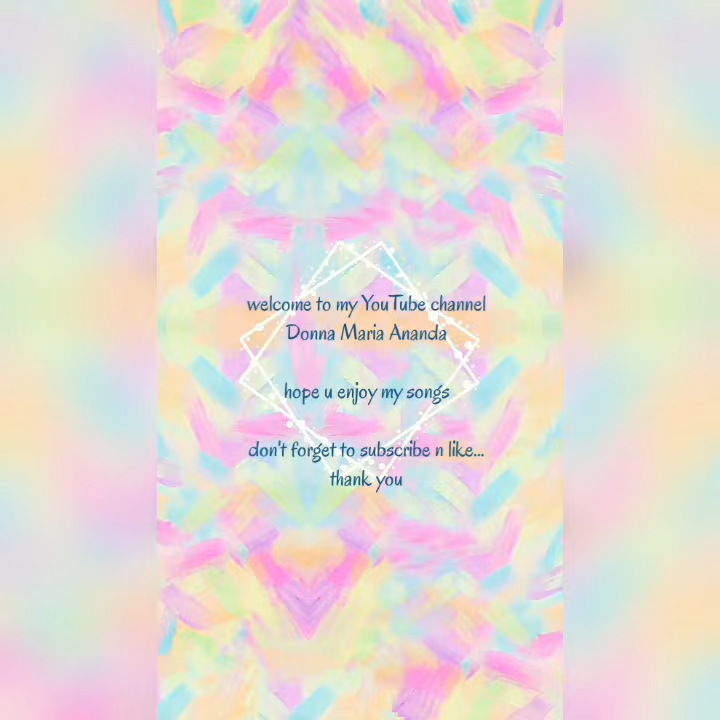 welcome to my YouTube channel
Donna Maria Ananda
hope u enjoy my songs
don't forget to subscribe n like...
thank you